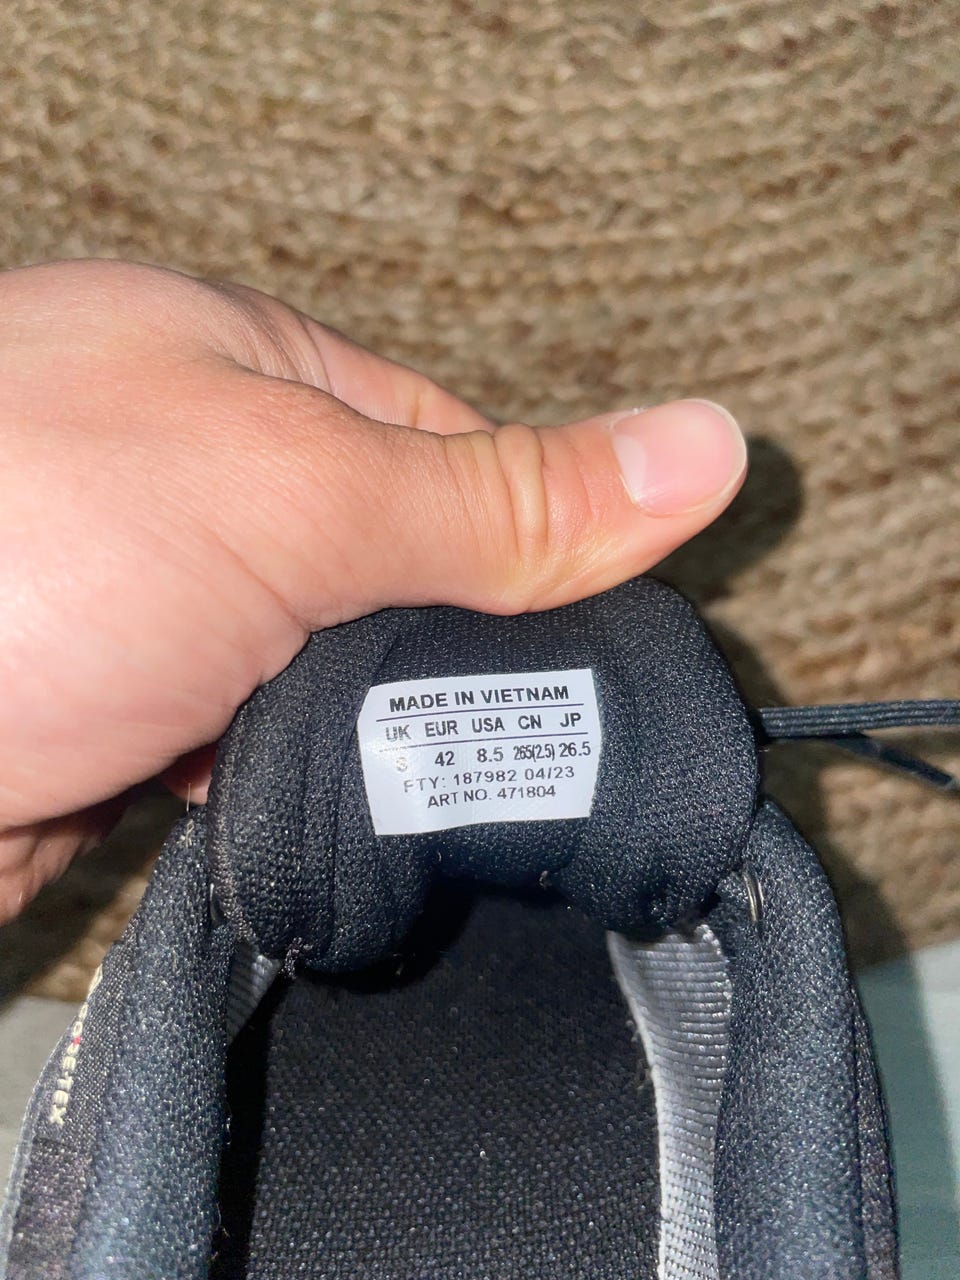 MADE IN VIETNAM
UK EUR USA CN JP
8 42 8.5 265(2.5) 26.5
FTY: 187982 04/23
ART NO. 471804